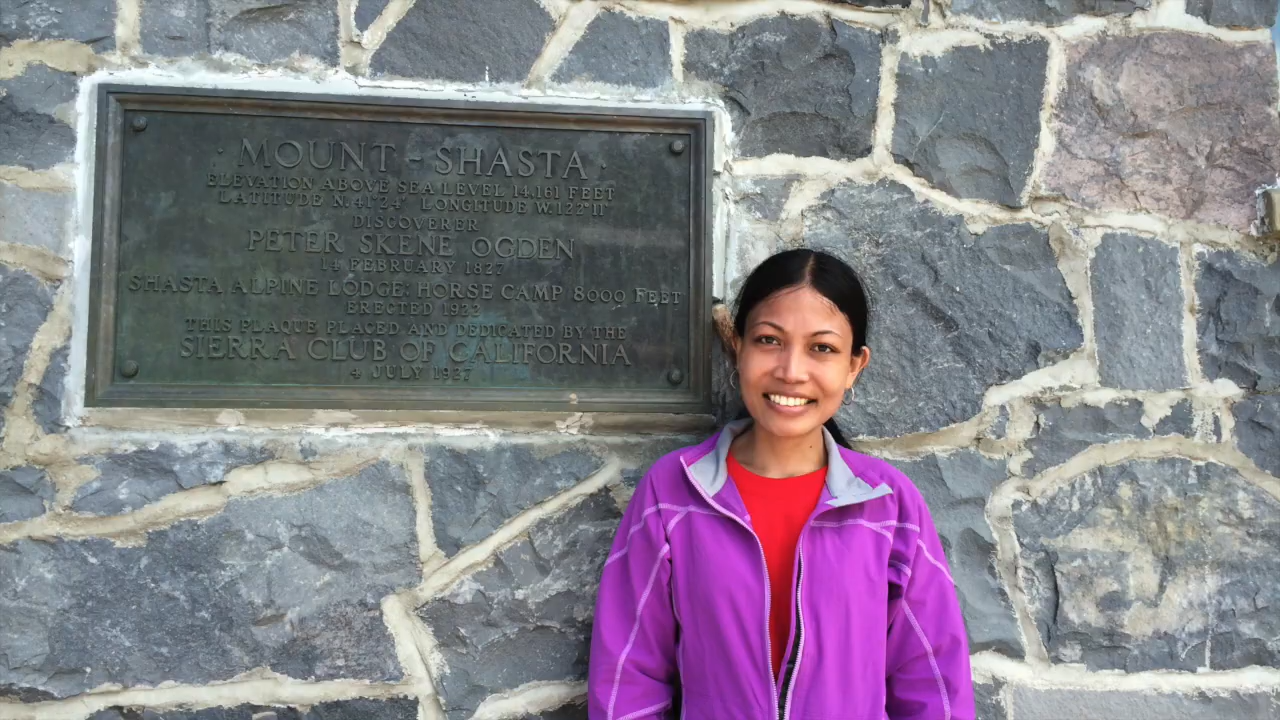 MOUNT - SHASTA
ELEVATION ABOVE SEA LEVEL 14,161 FEET
LATITUDE N. 41°24' LONGITUDE W. 122°11'
DISCOVERER
PETER SKENE OGDEN
14 FEBRUARY 1827
SHASTA ALPINE LODGE: HORSE CAMP 8000 FEET
ERECTED 1922
THIS PLAQUE PLACED AND DEDICATED BY THE
SIERRA CLUB OF CALIFORNIA
4 JULY 1927